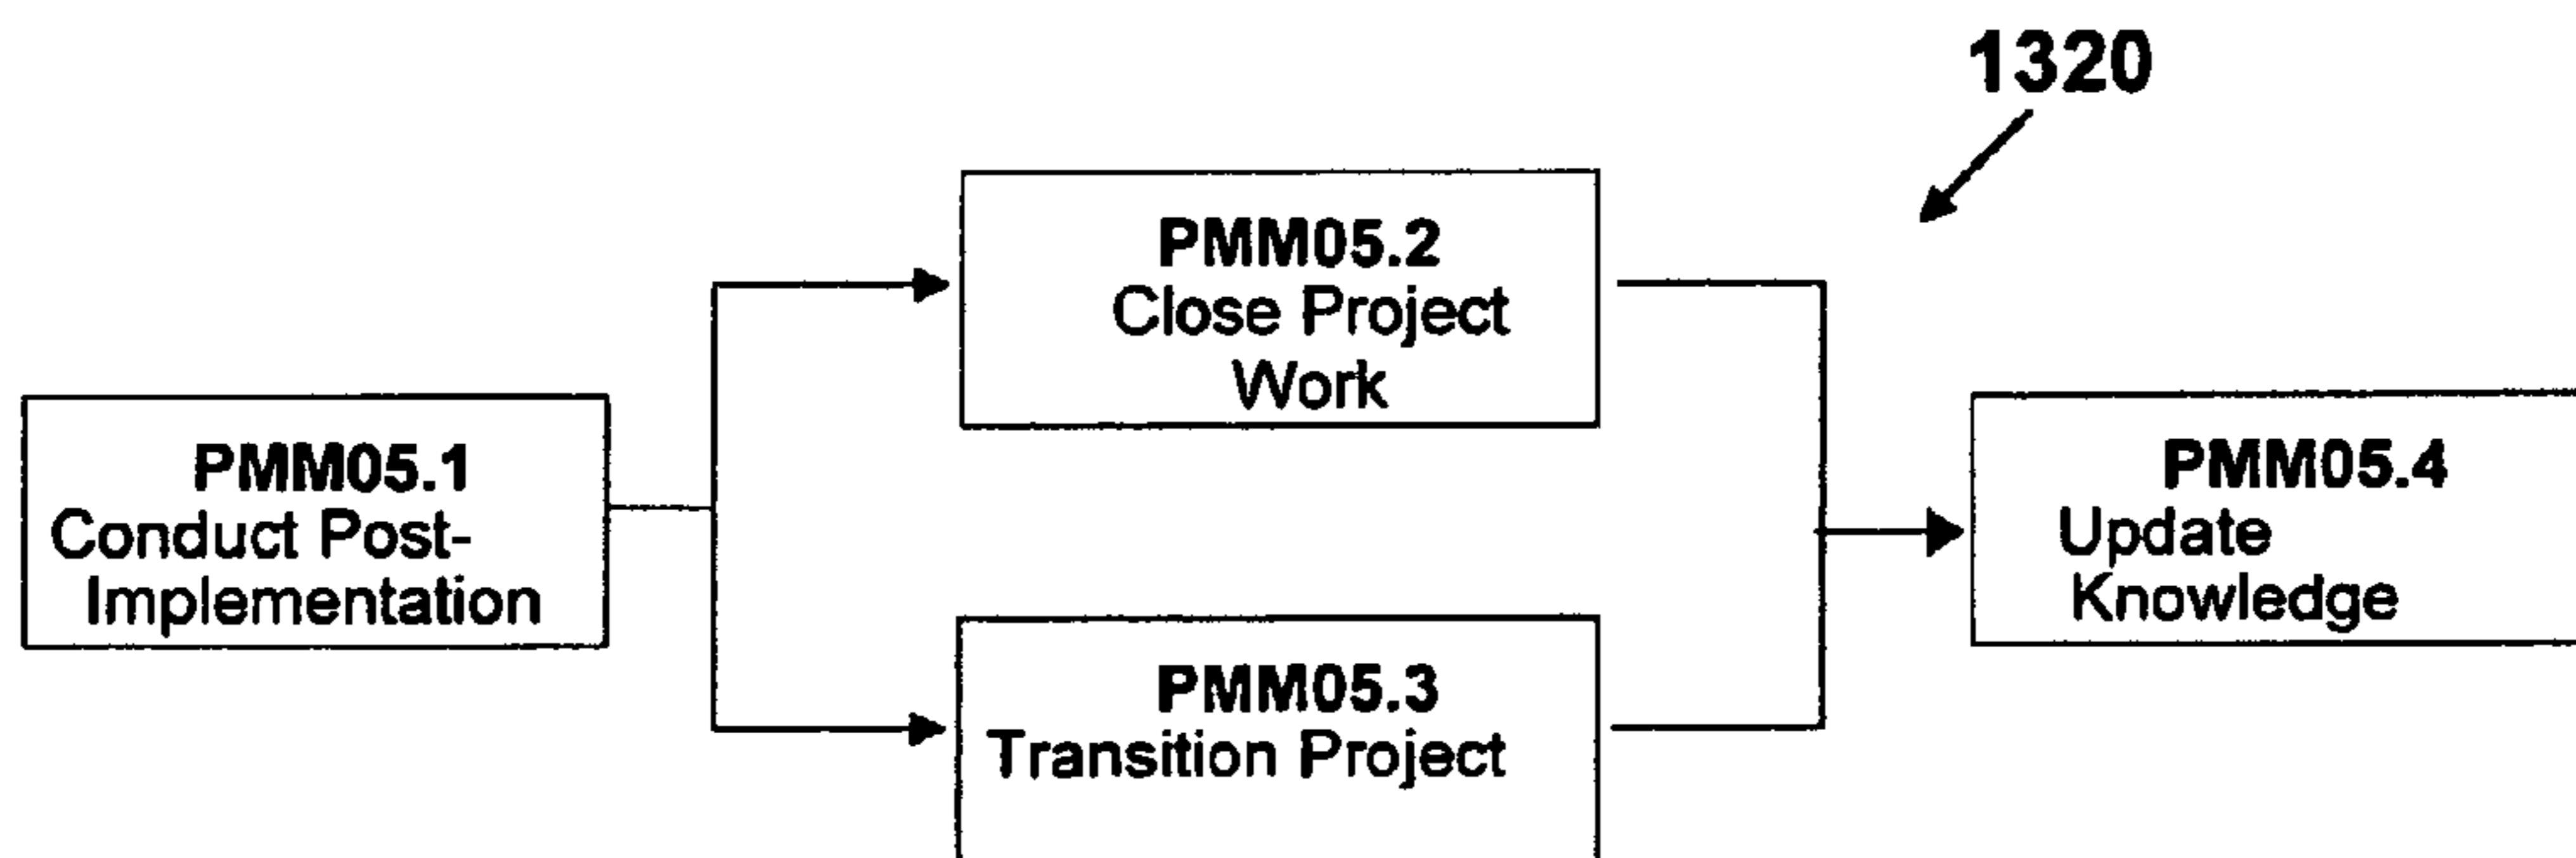 1320
PMM05.1
Conduct Post-
Implementation
PMM05.2
Close Project
Work
PMM05.3
Transition Project
PMM05.4
Update
Knowledge